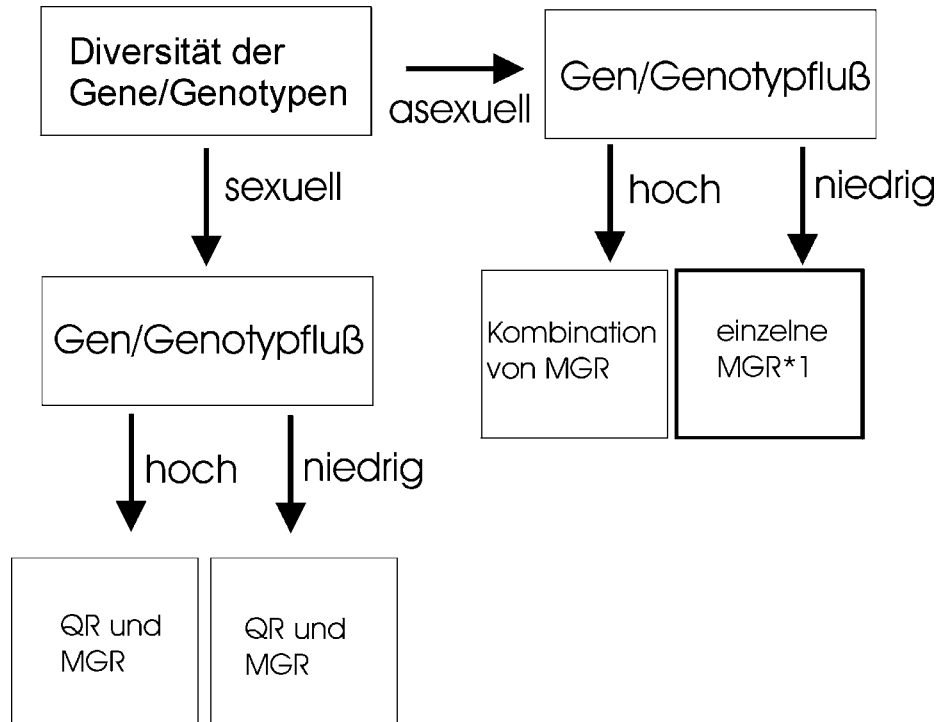 Diversität der
Gene/Genotypen
asexuell
Gen/Genotypfluß
sexuell
hoch
niedrig
Gen/Genotypfluß
Kombination
von MGR
einzelne
MGR*1
hoch
niedrig
QR und
MGR
QR und
MGR